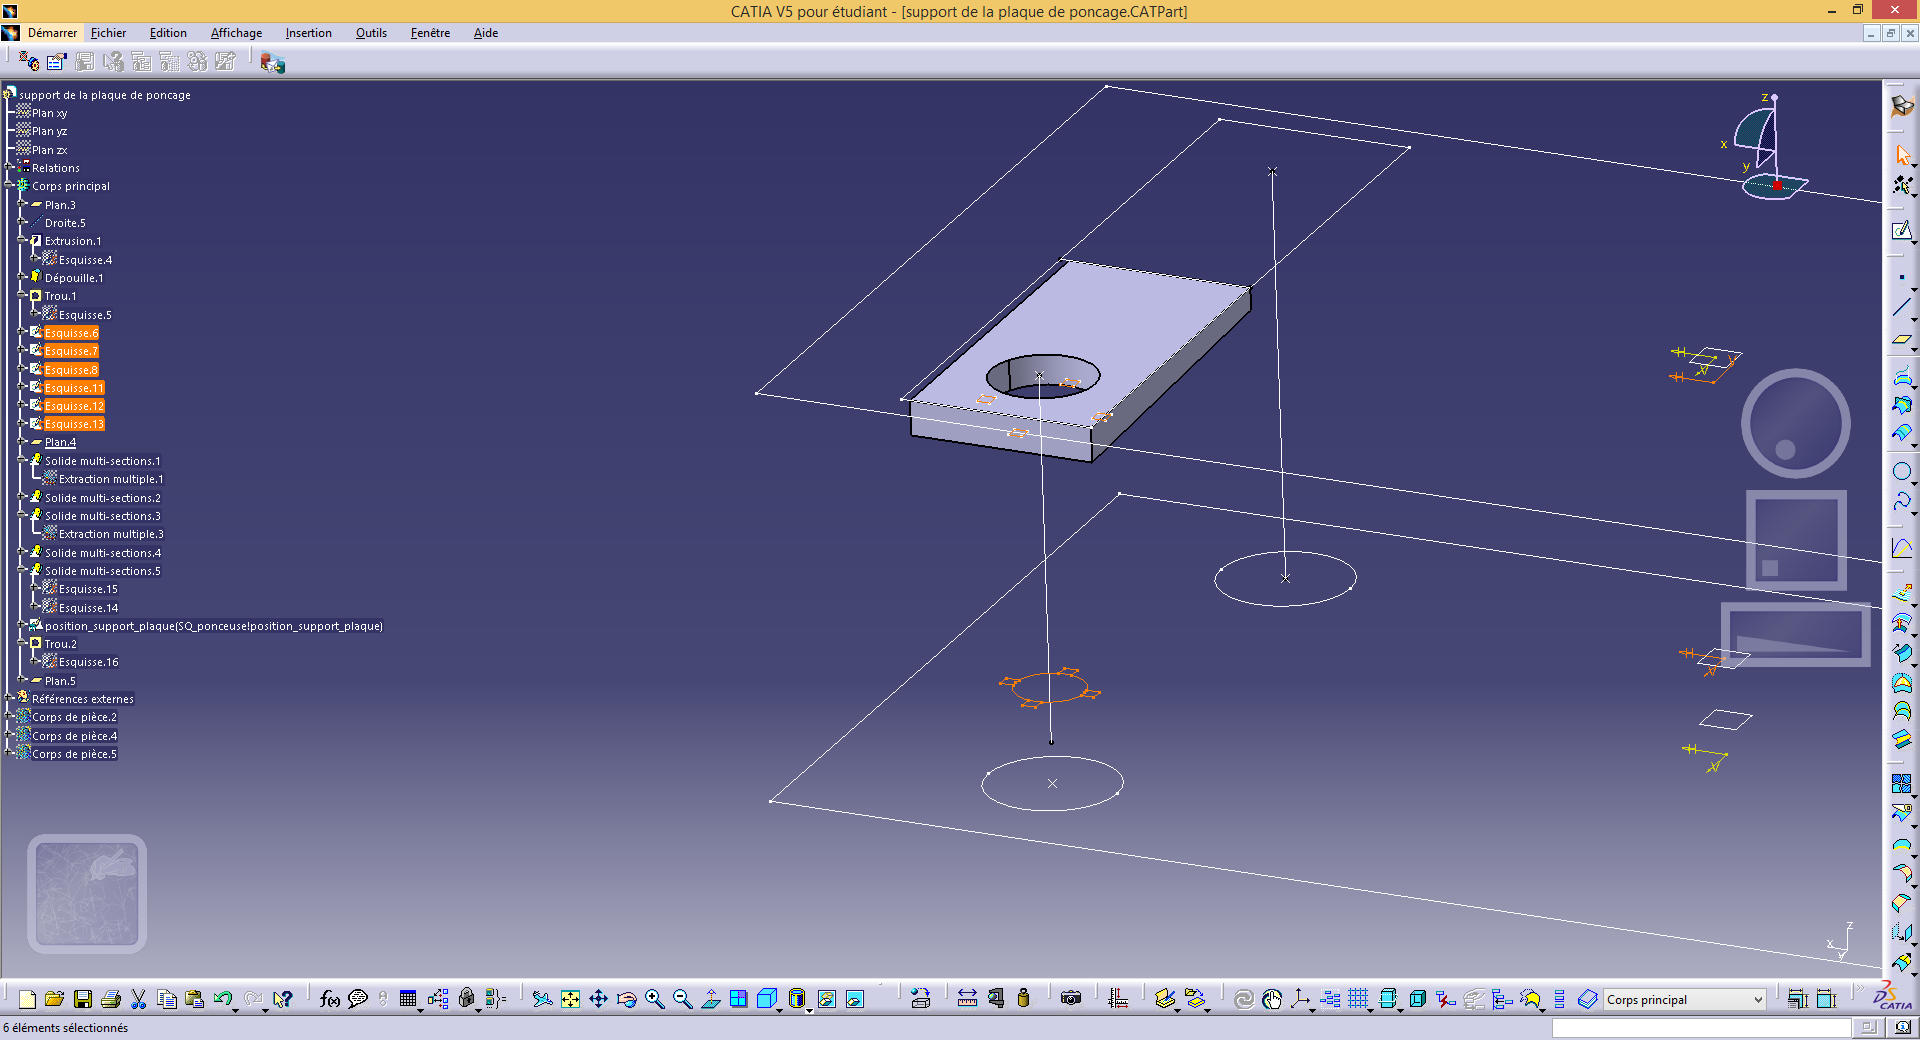 CATIA V5 pour étudiant - [support de la plaque de poncage.CATPart]
Démarrer Fichier Edition Affichage Insertion Outils Fenêtre Aide
support de la plaque de poncage
Plan xy
Plan yz
Plan zx
Relations
Corps principal
Plan.3
Droite.5
Extrusion.1
Esquisse.4
Dépouille.1
Trou.1
Esquisse.5
Esquisse.6
Esquisse.7
Esquisse.8
Esquisse.11
Esquisse.12
Esquisse.13
Plan.4
Solide multi-sections.1
Extraction multiple.1
Solide multi-sections.2
Solide multi-sections.3
Extraction multiple.3
Solide multi-sections.4
Solide multi-sections.5
Esquisse.15
Esquisse.14
position_support_plaque(SQ_ponceuse!position_support_plaque)
Trou.2
Esquisse.16
Plan.5
Références externes
Corps de pièce.2
Corps de pièce.4
Corps de pièce.5
z
x
y
H
V
H
H
V
H
V
z
x
y
f(x)
Corps principal
CATIA
6 éléments sélectionnés